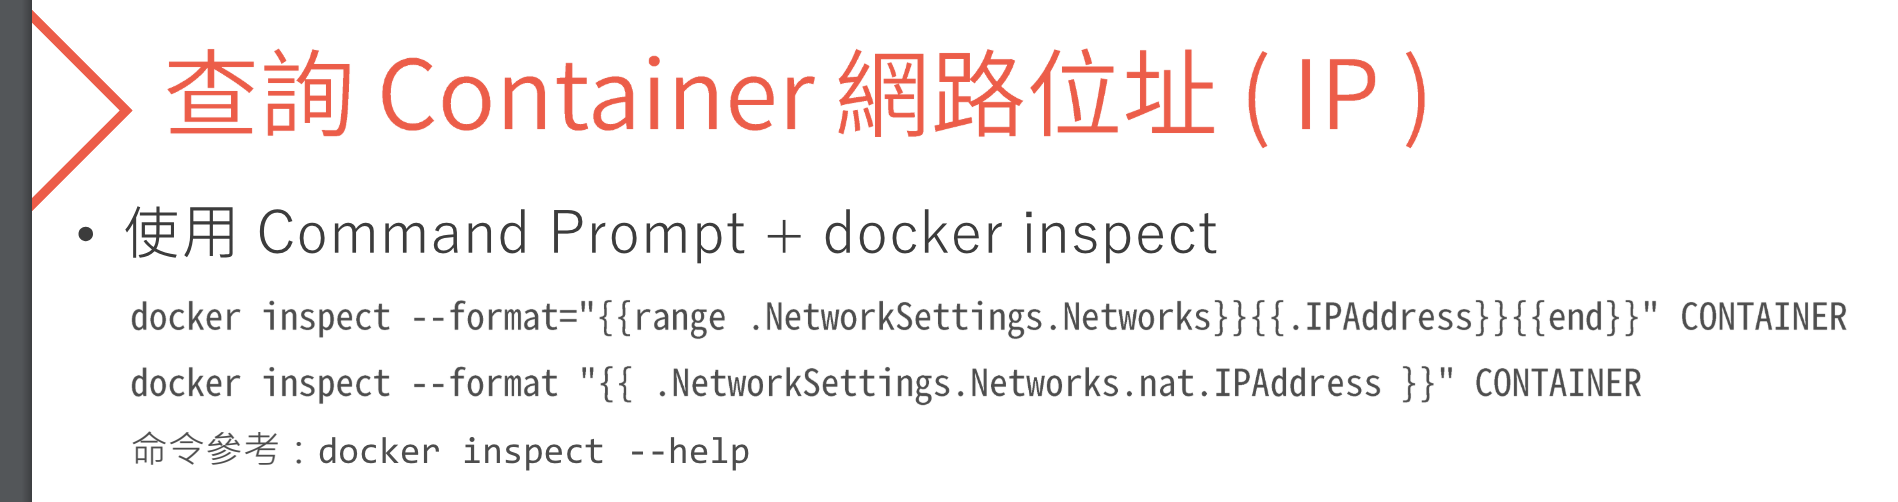 查詢 Container 網路位址 ( IP )
• 使用 Command Prompt + docker inspect
docker inspect --format="{{range .NetworkSettings.Networks}}{{.IPAddress}}{{end}}" CONTAINER
docker inspect --format "{{ .NetworkSettings.Networks.nat.IPAddress }}" CONTAINER
命令參考：docker inspect --help